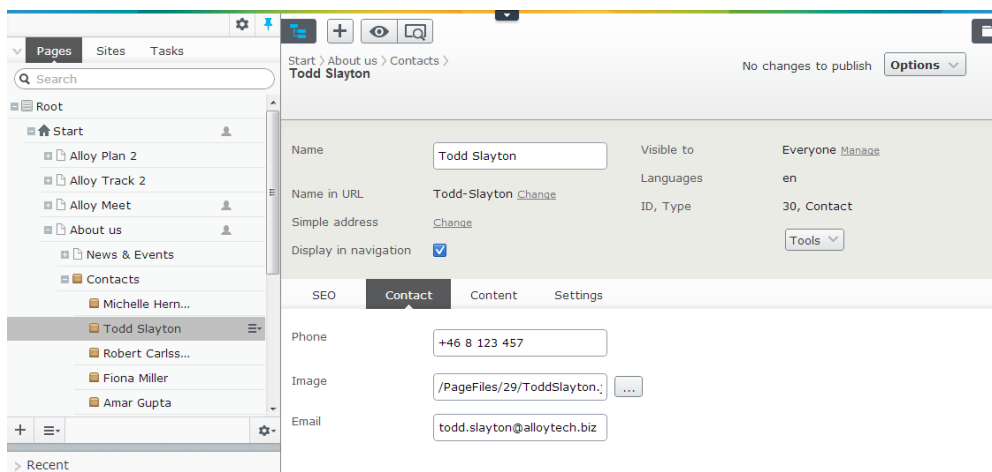 Pages Sites Tasks
Search
Root
Start
Alloy Plan 2
Alloy Track 2
Alloy Meet
About us
News & Events
Contacts
Michelle Hern...
Todd Slayton
Robert Carlss...
Fiona Miller
Amar Gupta
Recent
Start > About us > Contacts >
Todd Slayton
No changes to publish
Options
Name
Todd Slayton
Name in URL
Todd-Slayton Change
Simple address
Change
Display in navigation
Visible to
Everyone Manage
Languages
en
ID, Type
30, Contact
Tools
SEO Contact Content Settings
Phone
+46 8 123 457
Image
/PageFiles/29/ToddSlayton.
...
Email
todd.slayton@alloytech.biz